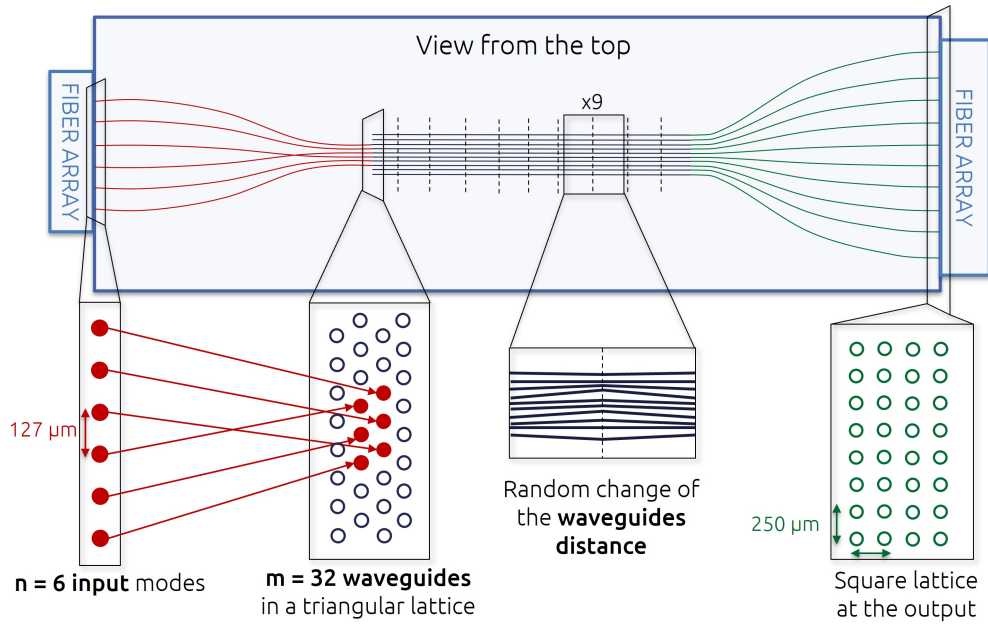 View from the top
FIBER ARRAY
x9
FIBER ARRAY
127 µm
n = 6 input modes
m = 32 waveguides
in a triangular lattice
Random change of
the waveguides
distance
250 µm
Square lattice
at the output